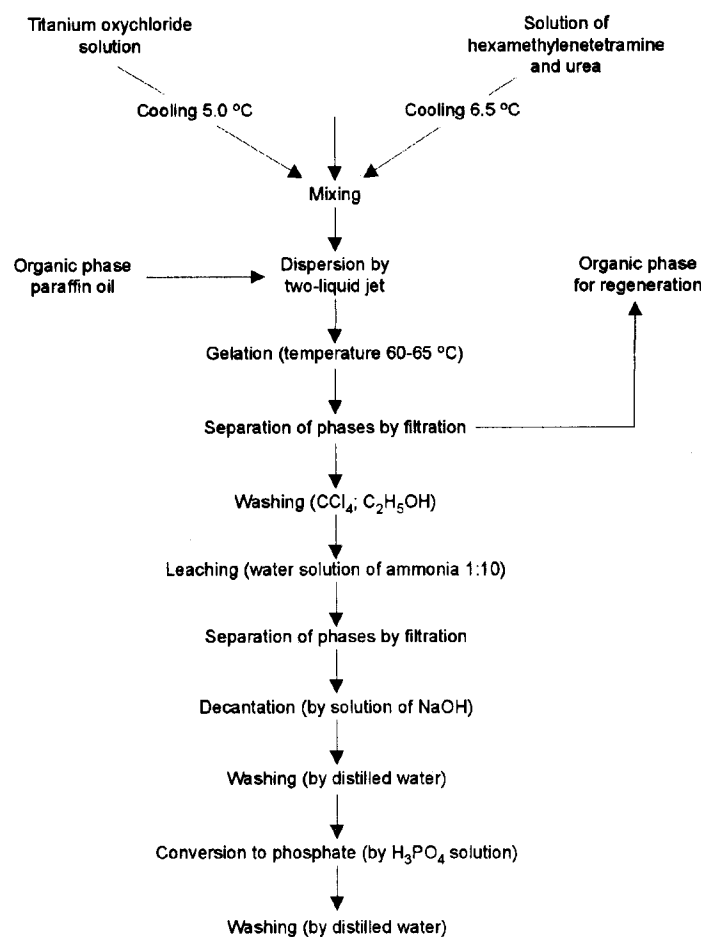 Titanium oxychloride
solution
Solution of
hexamethylenetetramine
and urea
Cooling 5.0 ºC
Cooling 6.5 ºC
Mixing
Organic phase
paraffin oil
Dispersion by
two-liquid jet
Organic phase
for regeneration
Gelation (temperature 60-65 ºC)
Separation of phases by filtration
Washing (CCl₄; C₂H₅OH)
Leaching (water solution of ammonia 1:10)
Separation of phases by filtration
Decantation (by solution of NaOH)
Washing (by distilled water)
Conversion to phosphate (by H₃PO₄ solution)
Washing (by distilled water)